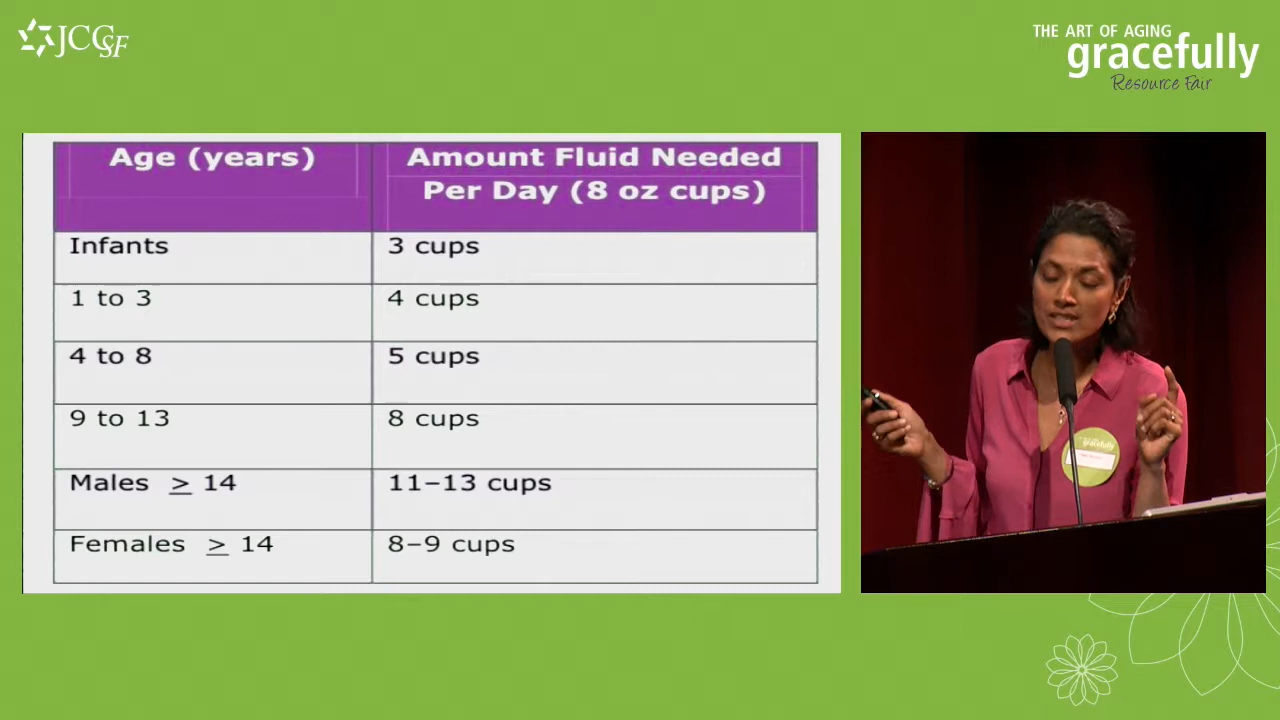 JCCSF
THE ART OF AGING
gracefully
Resource Fair
Age (years)
Amount Fluid Needed
Per Day (8 oz cups)
Infants
3 cups
1 to 3
4 cups
4 to 8
5 cups
9 to 13
8 cups
Males ≥ 14
11–13 cups
Females ≥ 14
8–9 cups
gracefully